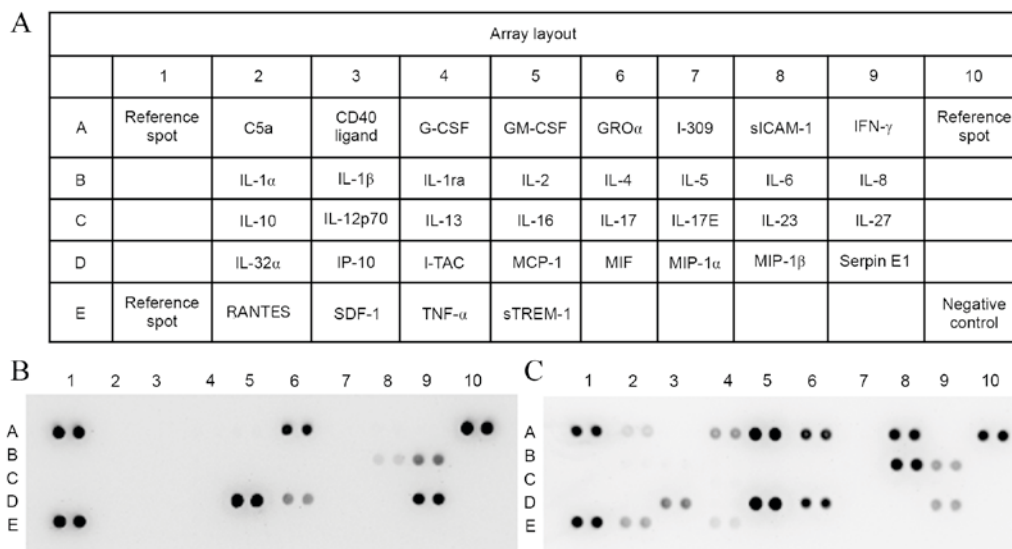 A
Array layout
1 2 3 4 5 6 7 8 9 10
A Reference spot C5a CD40 ligand G-CSF GM-CSF GROα I-309 sICAM-1 IFN-γ Reference spot
B IL-1α IL-1β IL-1ra IL-2 IL-4 IL-5 IL-6 IL-8
C IL-10 IL-12p70 IL-13 IL-16 IL-17 IL-17E IL-23 IL-27
D IL-32α IP-10 I-TAC MCP-1 MIF MIP-1α MIP-1β Serpin E1
E Reference spot RANTES SDF-1 TNF-α sTREM-1 Negative control
B
1 2 3 4 5 6 7 8 9 10
A
B
C
D
E
C
1 2 3 4 5 6 7 8 9 10
A
B
C
D
E